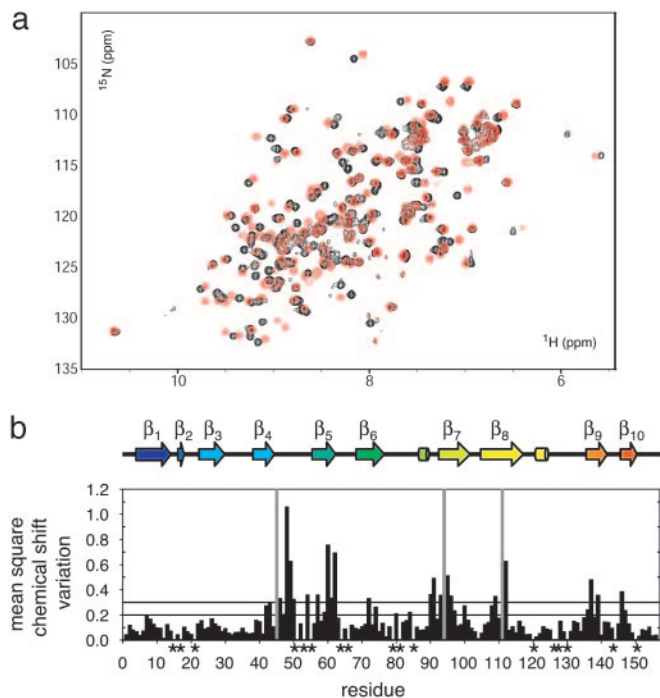 a
15N (ppm)
105
110
115
120
125
130
135
1H (ppm)
10 8 6
b
β1 β2 β3 β4 β5 β6 β7 β8 β9 β10
mean square
chemical shift
variation
1.2
1.0
0.8
0.6
0.4
0.2
0.0
** * *** ** *** * * *** * *
0 10 20 30 40 50 60 70 80 90 100 110 120 130 140 150
residue